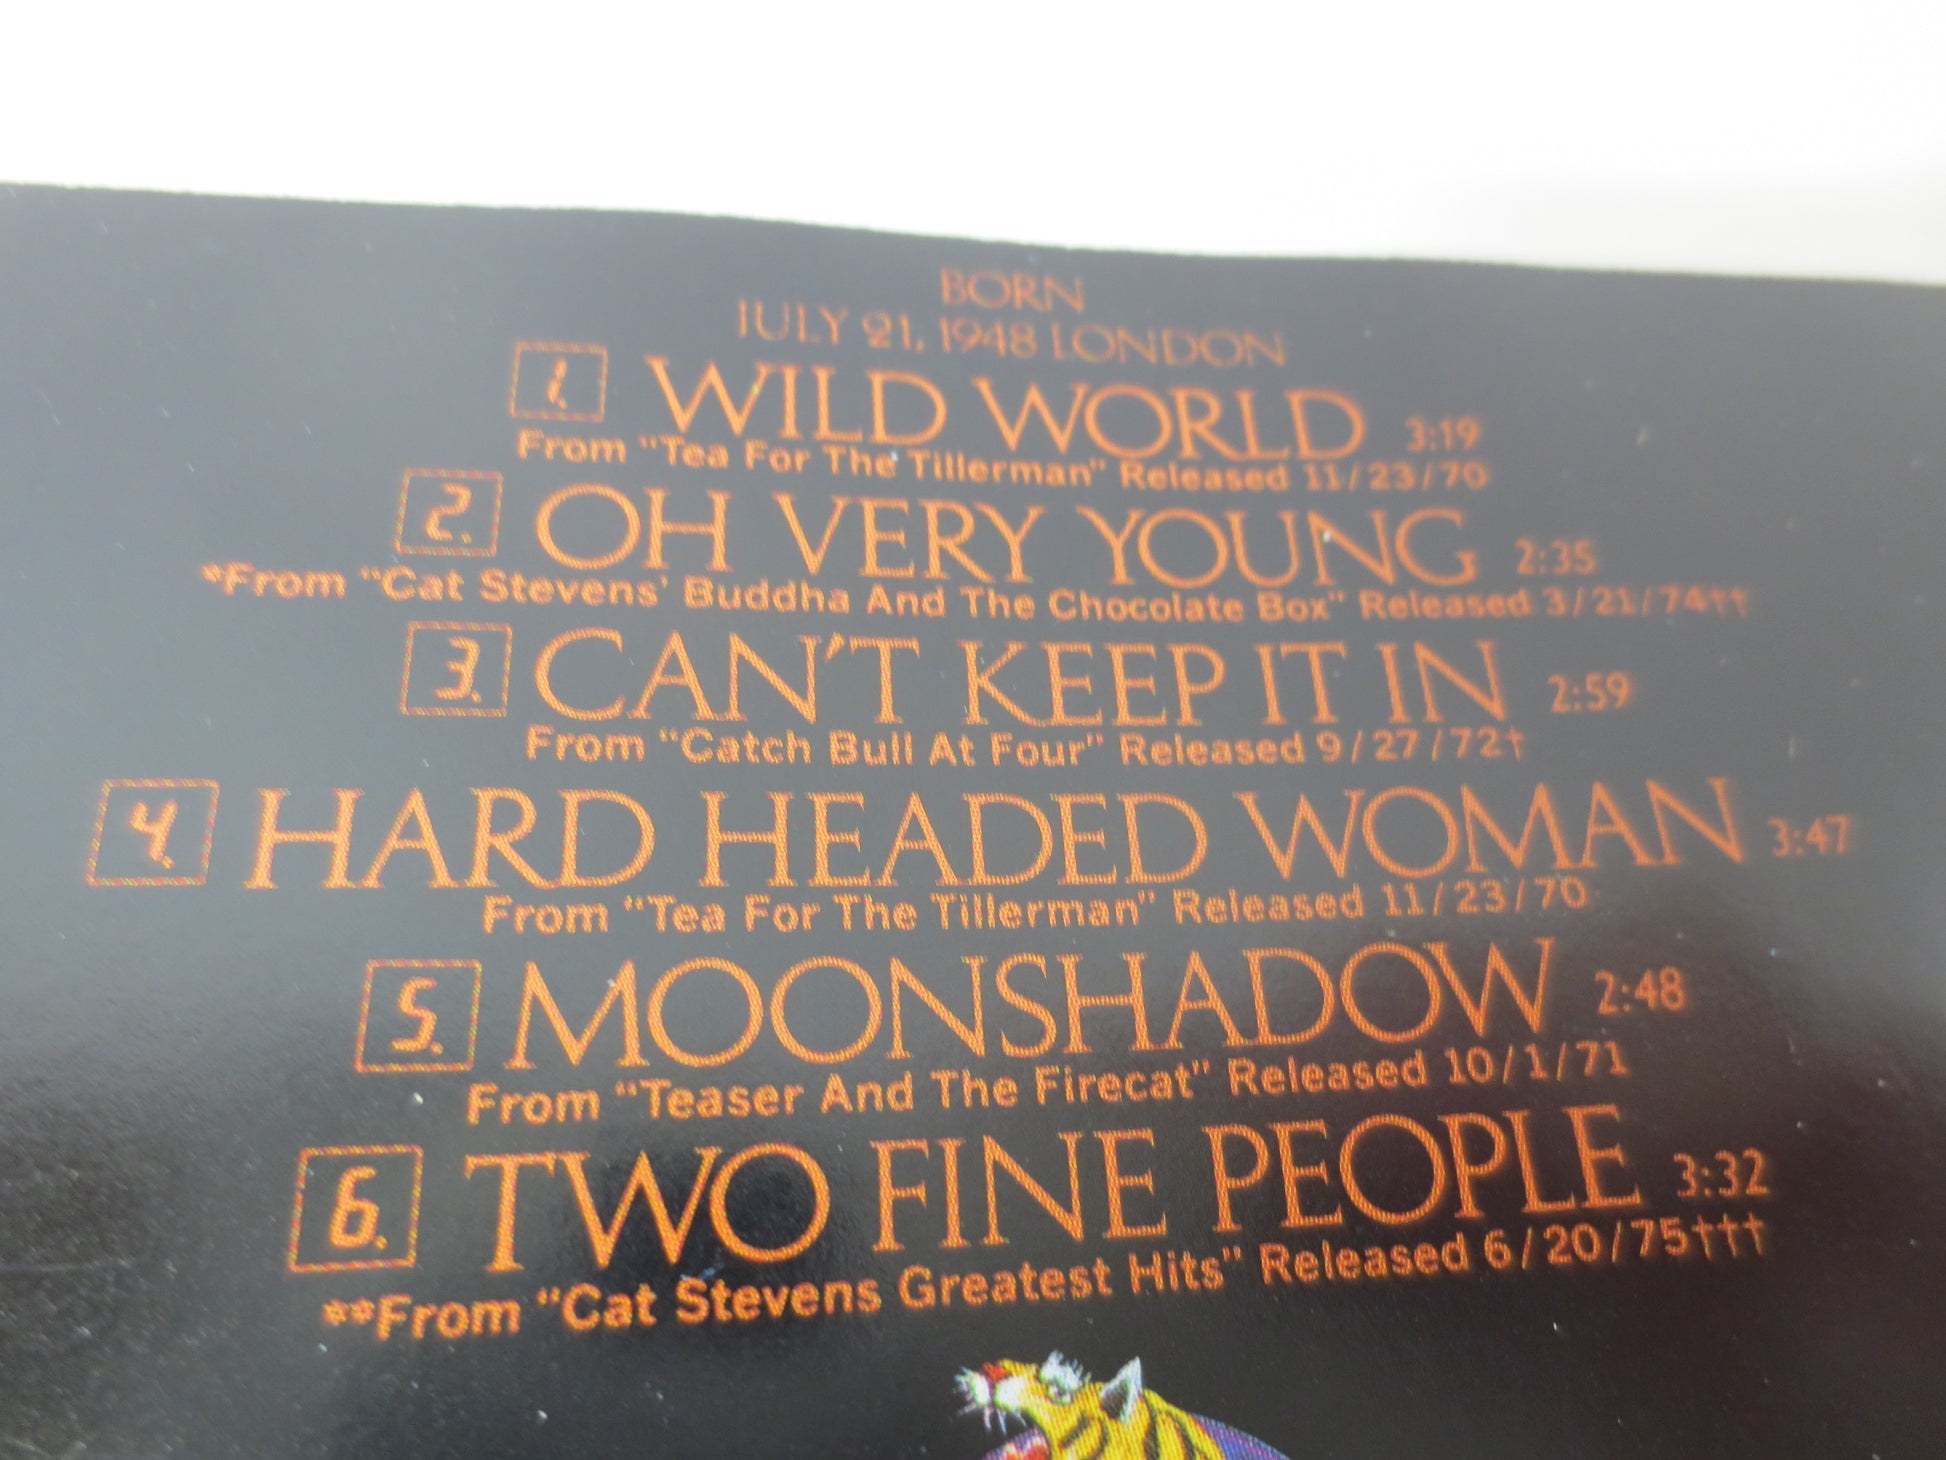 BORN
JULY 21, 1948 LONDON
1. WILD WORLD 3:19
From "Tea For The Tillerman" Released 11/23/70
2. OH VERY YOUNG 2:35
*From "Cat Stevens' Buddha And The Chocolate Box" Released 3/21/74††
3. CAN'T KEEP IT IN 2:59
From "Catch Bull At Four" Released 9/27/72†
4. HARD HEADED WOMAN 3:47
From "Tea For The Tillerman" Released 11/23/70
5. MOONSHADOW 2:48
From "Teaser And The Firecat" Released 10/1/71
6. TWO FINE PEOPLE 3:32
**From "Cat Stevens Greatest Hits" Released 6/20/75†††